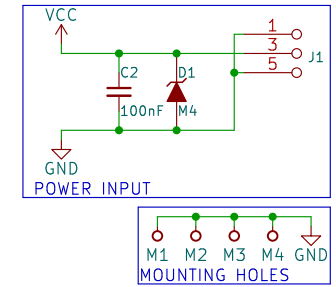 VCC
1
3
5
J1
C2
100nF
D1
M4
GND
POWER INPUT
M1 M2 M3 M4 GND
MOUNTING HOLES